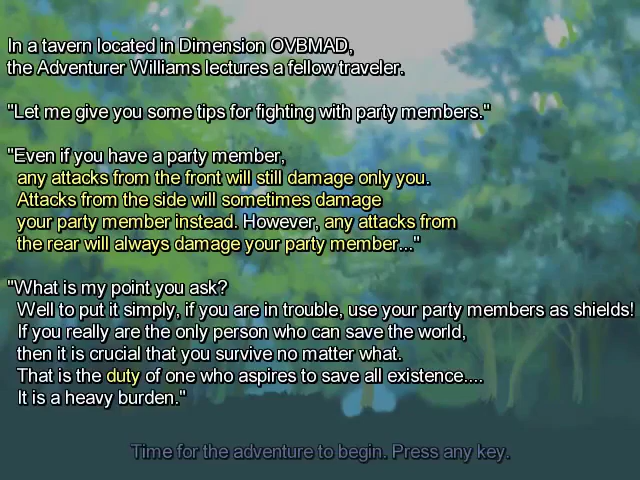 In a tavern located in Dimension OVBMAD,
the Adventurer Williams lectures a fellow traveler.
"Let me give you some tips for fighting with party members."
"Even if you have a party member,
any attacks from the front will still damage only you.
Attacks from the side will sometimes damage
your party member instead. However, any attacks from
the rear will always damage your party member..."
"What is my point you ask?
Well to put it simply, if you are in trouble, use your party members as shields!
If you really are the only person who can save the world,
then it is crucial that you survive no matter what.
That is the duty of one who aspires to save all existence....
It is a heavy burden."
Time for the adventure to begin. Press any key.